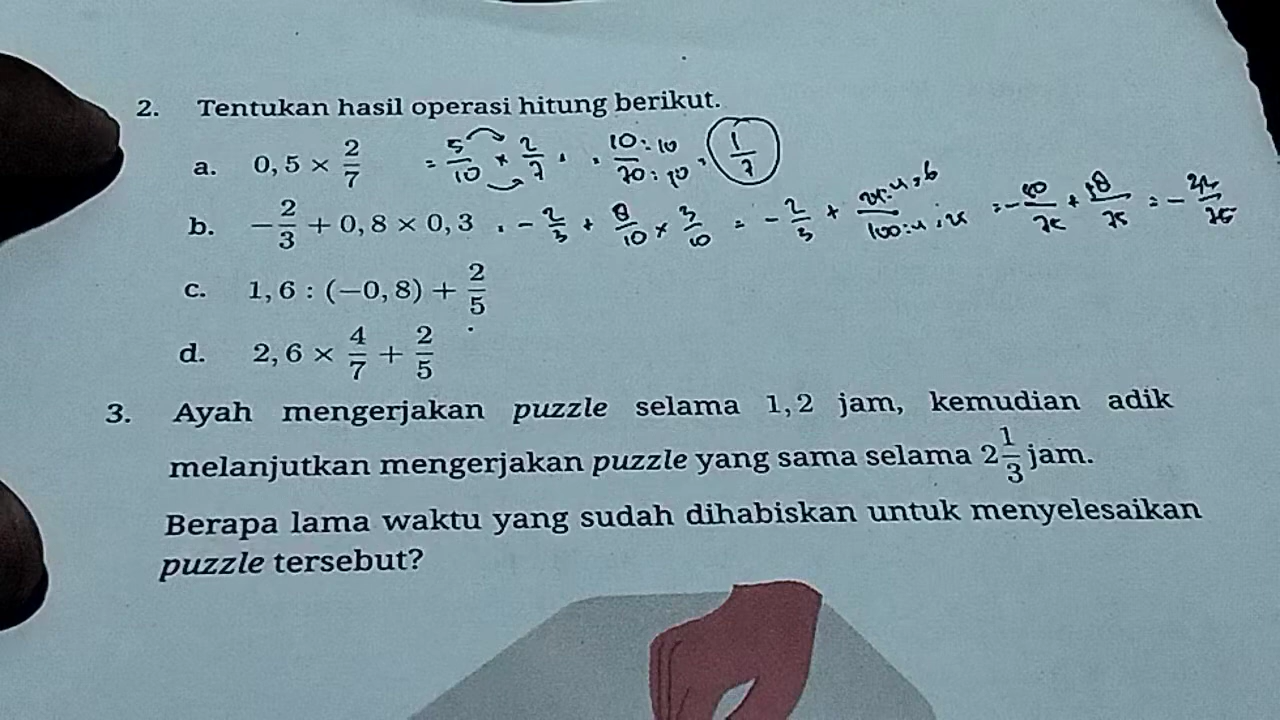 2. Tentukan hasil operasi hitung berikut.
a. 0,5 × 2/7 = 5/10 × 2/7 = 10:10/70:10 = 1/7
b. -2/3 + 0,8 × 0,3 = -2/3 + 8/10 × 3/10 = -2/3 + 24:4=6/100:4=25 = - /75 + 18/75 = - /75
c. 1,6 : (-0,8) + 2/5
d. 2,6 × 4/7 + 2/5
3. Ayah mengerjakan puzzle selama 1,2 jam, kemudian adik
melanjutkan mengerjakan puzzle yang sama selama 2 1/3 jam.
Berapa lama waktu yang sudah dihabiskan untuk menyelesaikan
puzzle tersebut?